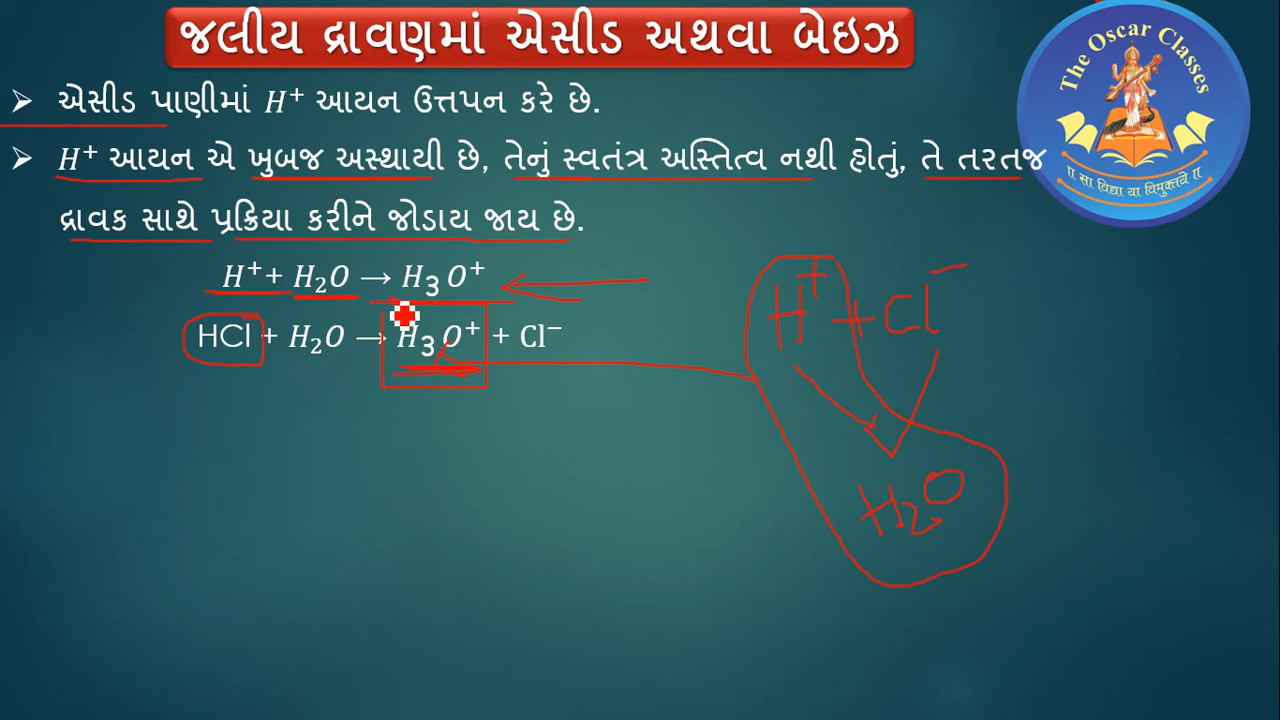 જલીય દ્રાવણમાં એસીડ અથવા બેઇઝ
The Oscar Classes
॥ सा विद्या या विमुक्तये ॥
➢ એસીડ પાણીમાં H⁺ આયન ઉત્તપન કરે છે.
➢ H⁺ આયન એ ખુબજ અસ્થાયી છે, તેનું સ્વતંત્ર અસ્તિત્વ નથી હોતું, તે તરતજ
દ્રાવક સાથે પ્રક્રિયા કરીને જોડાય જાય છે.
H⁺+ H₂O → H₃O⁺
HCl + H₂O → H₃O⁺ + Cl⁻
H⁺ + Cl⁻
H₂O